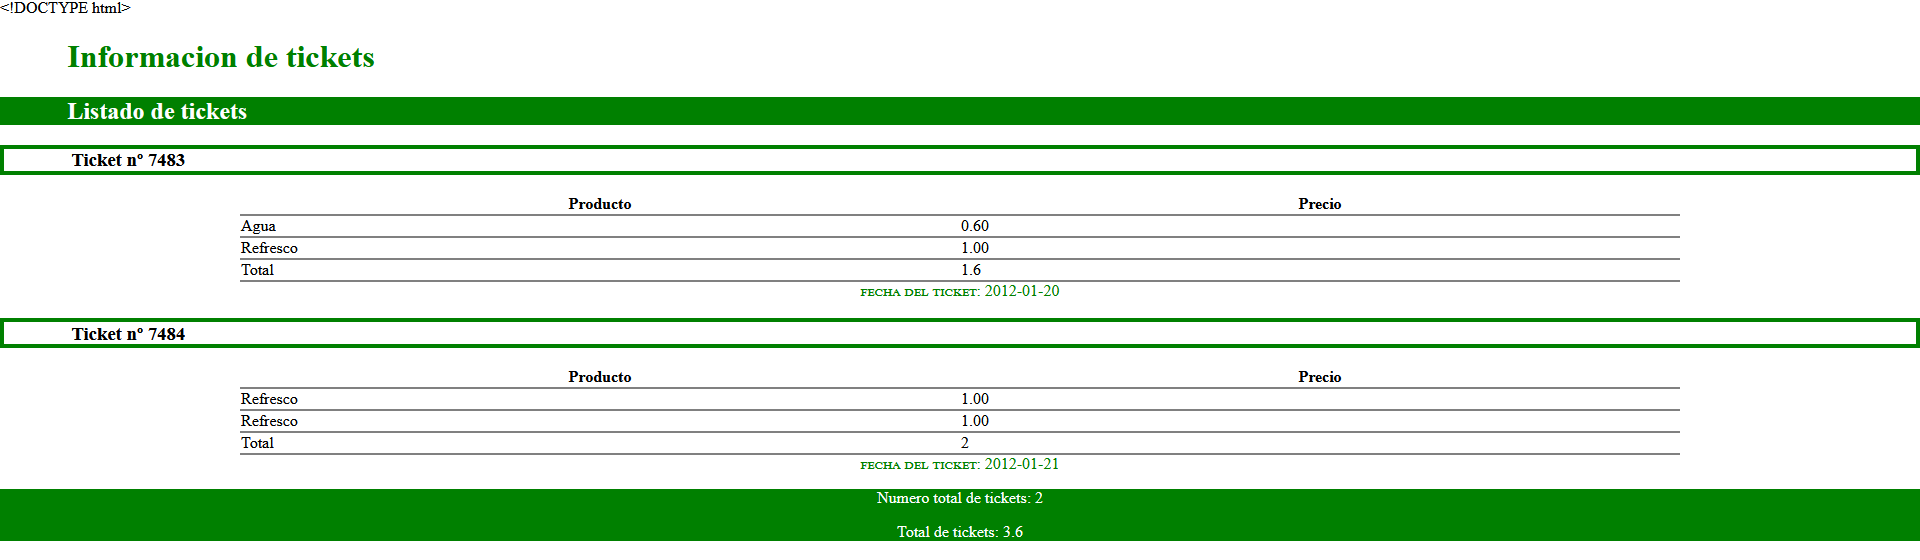 <!DOCTYPE html>
Informacion de tickets
Listado de tickets
Ticket nº 7483
Producto Precio
Agua 0.60
Refresco 1.00
Total 1.6
FECHA DEL TICKET: 2012-01-20
Ticket nº 7484
Producto Precio
Refresco 1.00
Refresco 1.00
Total 2
FECHA DEL TICKET: 2012-01-21
Numero total de tickets: 2
Total de tickets: 3.6